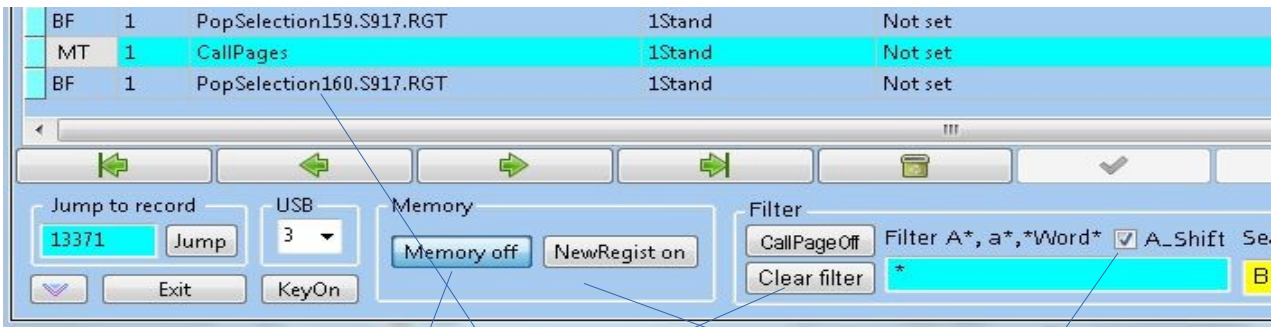 BF 1 PopSelection159.S917.RGT 1Stand Not set
MT 1 CallPages 1Stand Not set
BF 1 PopSelection160.S917.RGT 1Stand Not set
Jump to record USB Memory Filter
13371 Jump 3 Memory off NewRegist on CallPageOff Filter A*, a*,*Word* A_Shift Sea
Exit KeyOn Clear filter * B